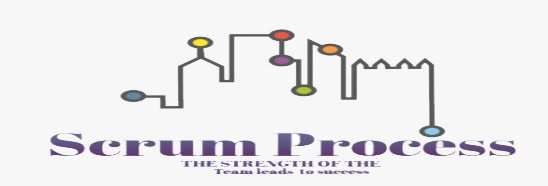 Scrum Process
THE STRENGTH OF THE
Team leads to success